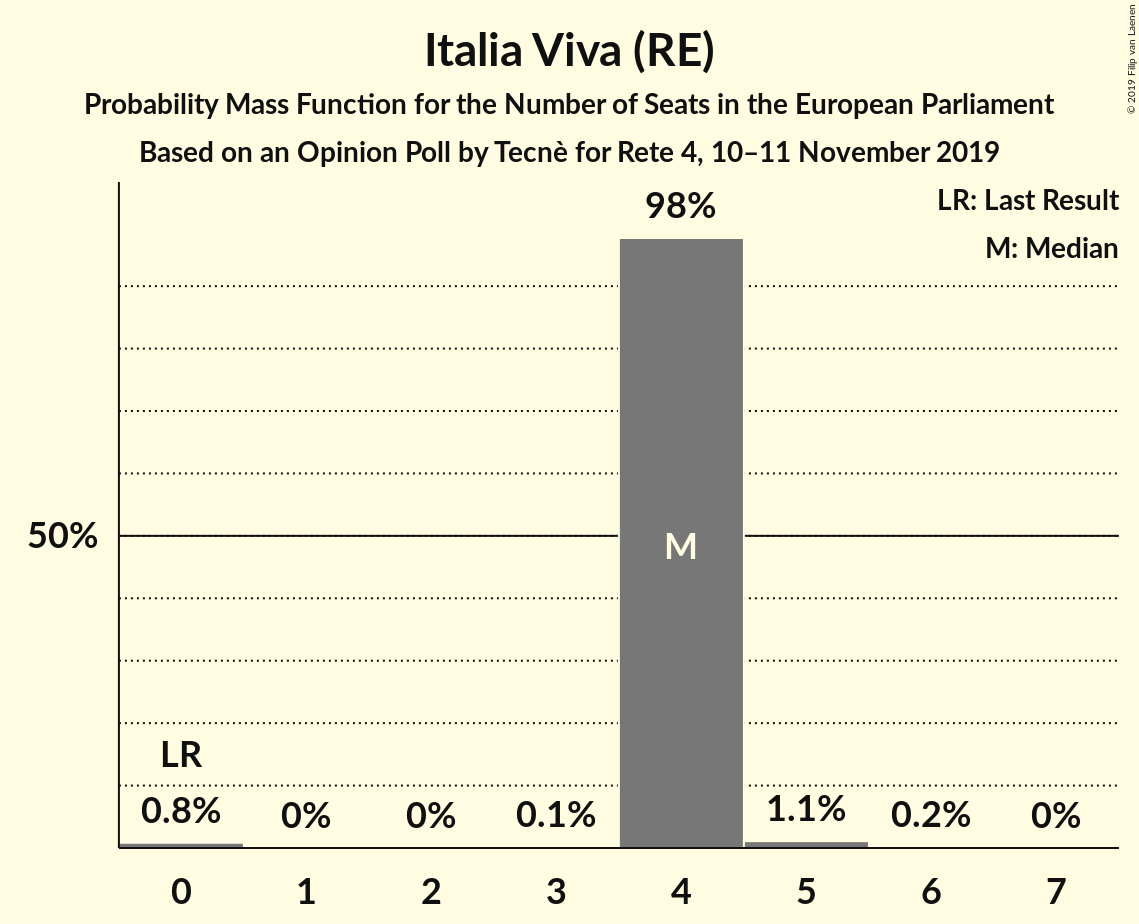 Italia Viva (RE)
Probability Mass Function for the Number of Seats in the European Parliament
Based on an Opinion Poll by Tecnè for Rete 4, 10–11 November 2019
© 2019 Filip van Laenen
LR: Last Result
M: Median
98%
50%
M
LR
0.8%
0%
0%
0.1%
1.1%
0.2%
0%
0
1
2
3
4
5
6
7